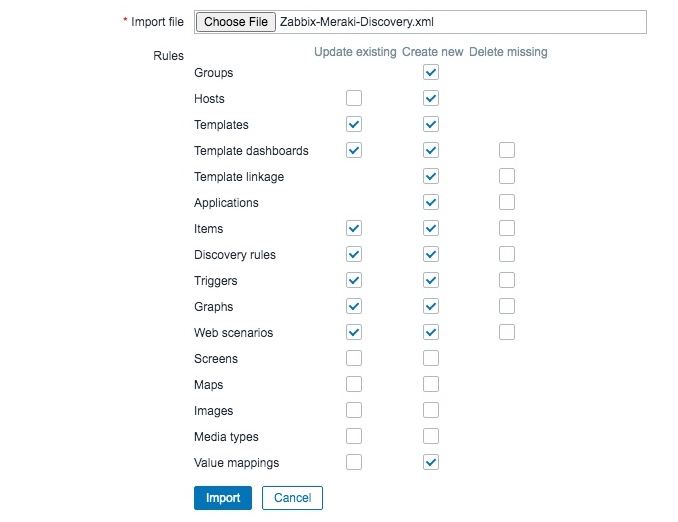 * Import file Choose File Zabbix-Meraki-Discovery.xml
Rules Update existing Create new Delete missing
Groups
Hosts
Templates
Template dashboards
Template linkage
Applications
Items
Discovery rules
Triggers
Graphs
Web scenarios
Screens
Maps
Images
Media types
Value mappings
Import Cancel